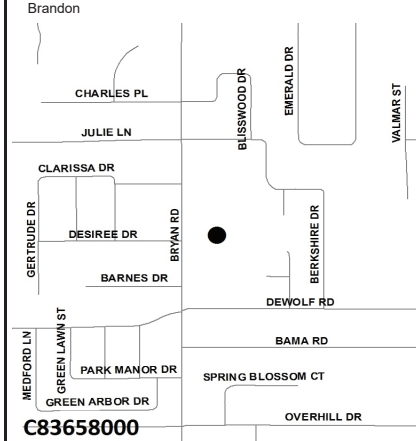 Brandon
CHARLES PL
BLISSWOOD DR
EMERALD DR
VALMAR ST
JULIE LN
CLARISSA DR
GERTRUDE DR
DESIREE DR
BRYAN RD
BERKSHIRE DR
BARNES DR
DEWOLF RD
MEDFORD LN
GREEN LAWN ST
BAMA RD
PARK MANOR DR
SPRING BLOSSOM CT
GREEN ARBOR DR
OVERHILL DR
C83658000